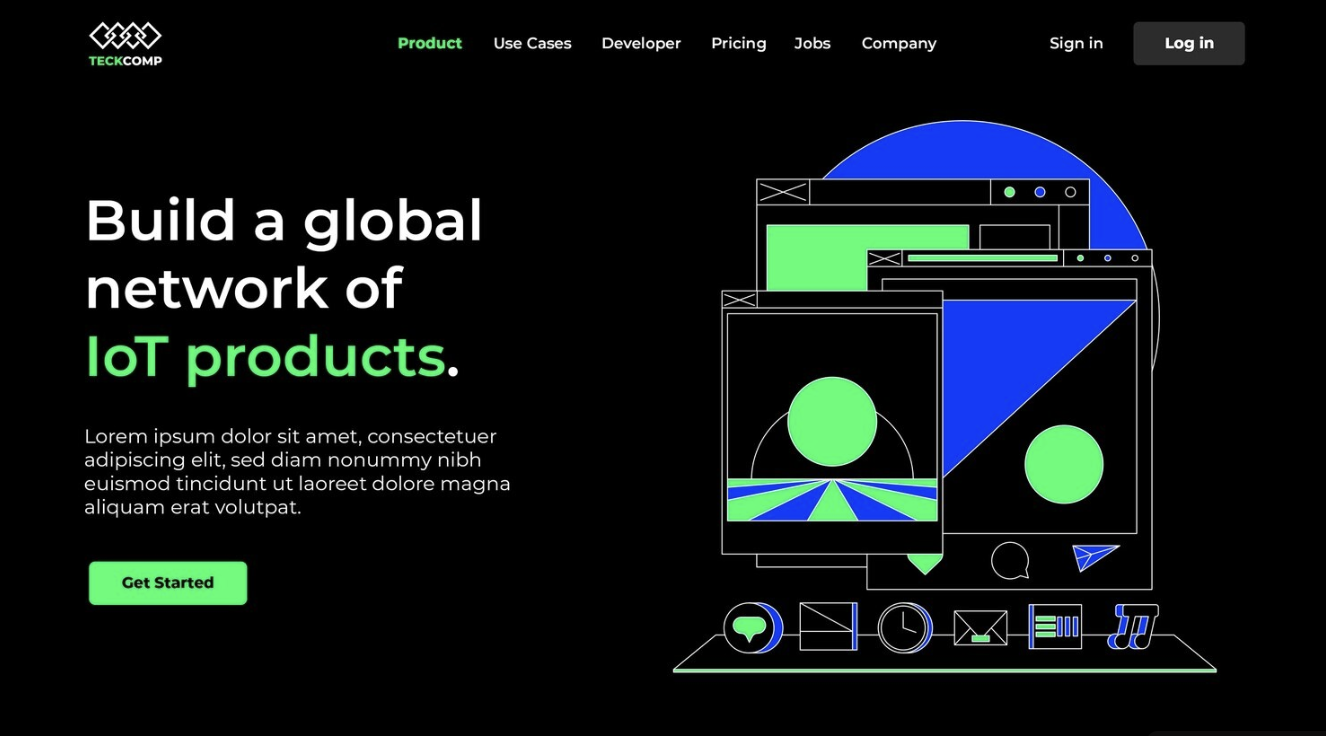 TECKCOMP
Product Use Cases Developer Pricing Jobs Company Sign in Log in
Build a global
network of
IoT products.
Lorem ipsum dolor sit amet, consectetuer
adipiscing elit, sed diam nonummy nibh
euismod tincidunt ut laoreet dolore magna
aliquam erat volutpat.
Get Started